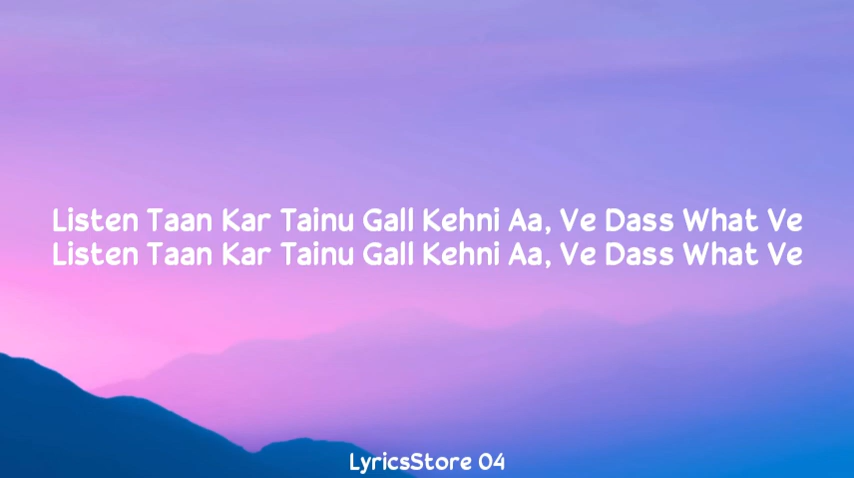 Listen Taan Kar Tainu Gall Kehni Aa, Ve Dass What Ve
Listen Taan Kar Tainu Gall Kehni Aa, Ve Dass What Ve
LyricsStore 04